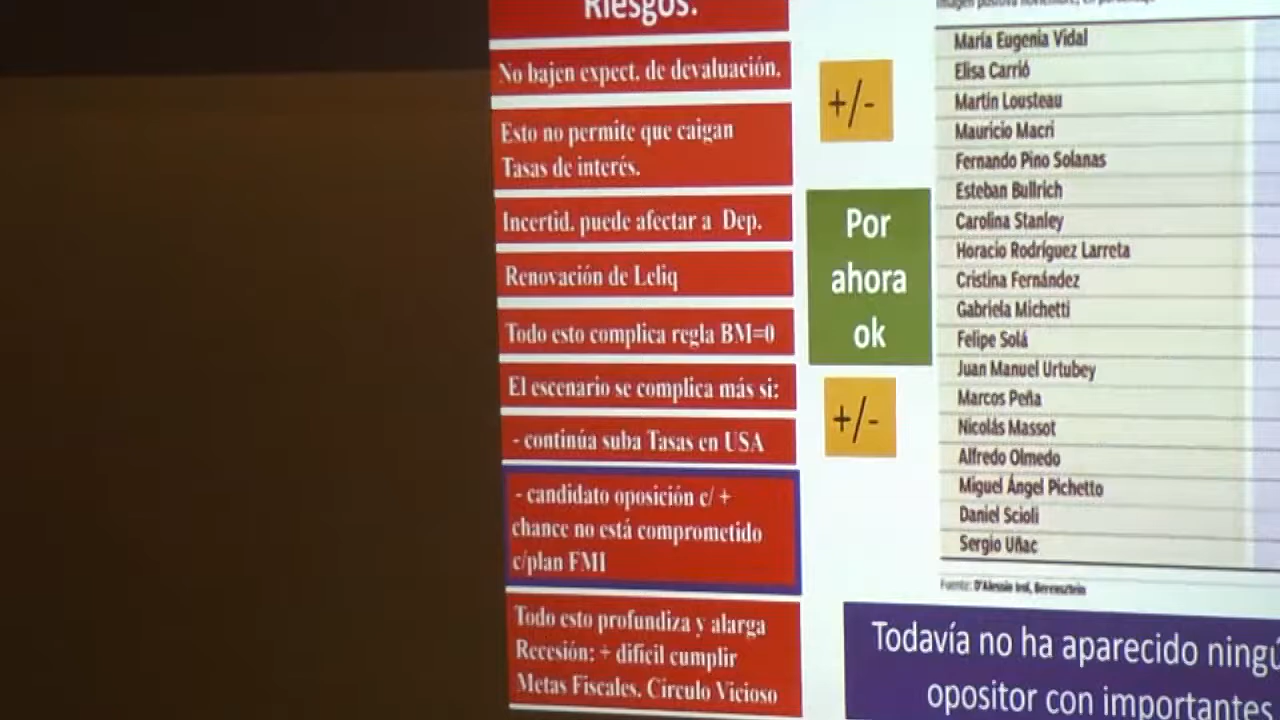 Riesgos:
No bajen expect. de devaluación.
Esto no permite que caigan
Tasas de interés.
Incertid. puede afectar a Dep.
Renovación de Leliq
Todo esto complica regla BM=0
El escenario se complica más si:
- continúa suba Tasas en USA
- candidato oposición c/ +
chance no está comprometido
c/plan FMI
Todo esto profundiza y alarga
Recesión: + difícil cumplir
Metas Fiscales. Circulo Vicioso
+/-
Por
ahora
ok
+/-
María Eugenia Vidal
Elisa Carrió
Martin Lousteau
Mauricio Macri
Fernando Pino Solanas
Esteban Bullrich
Carolina Stanley
Horacio Rodríguez Larreta
Cristina Fernández
Gabriela Michetti
Felipe Solá
Juan Manuel Urtubey
Marcos Peña
Nicolás Massot
Alfredo Olmedo
Miguel Ángel Pichetto
Daniel Scioli
Sergio Uñac
Fuente: D'Alessio Irol, Berensztein
Todavía no ha aparecido ningú
opositor con importantes